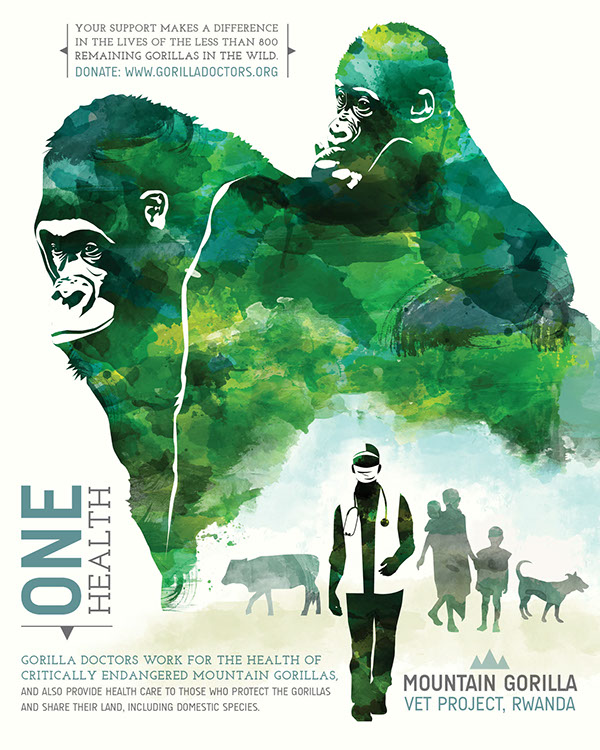 YOUR SUPPORT MAKES A DIFFERENCE
IN THE LIVES OF THE LESS THAN 800
REMAINING GORILLAS IN THE WILD.
DONATE: WWW.GORILLADOCTORS.ORG
ONE
HEALTH
GORILLA DOCTORS WORK FOR THE HEALTH OF
CRITICALLY ENDANGERED MOUNTAIN GORILLAS,
AND ALSO PROVIDE HEALTH CARE TO THOSE WHO PROTECT THE GORILLAS
AND SHARE THEIR LAND, INCLUDING DOMESTIC SPECIES.
MOUNTAIN GORILLA
VET PROJECT, RWANDA